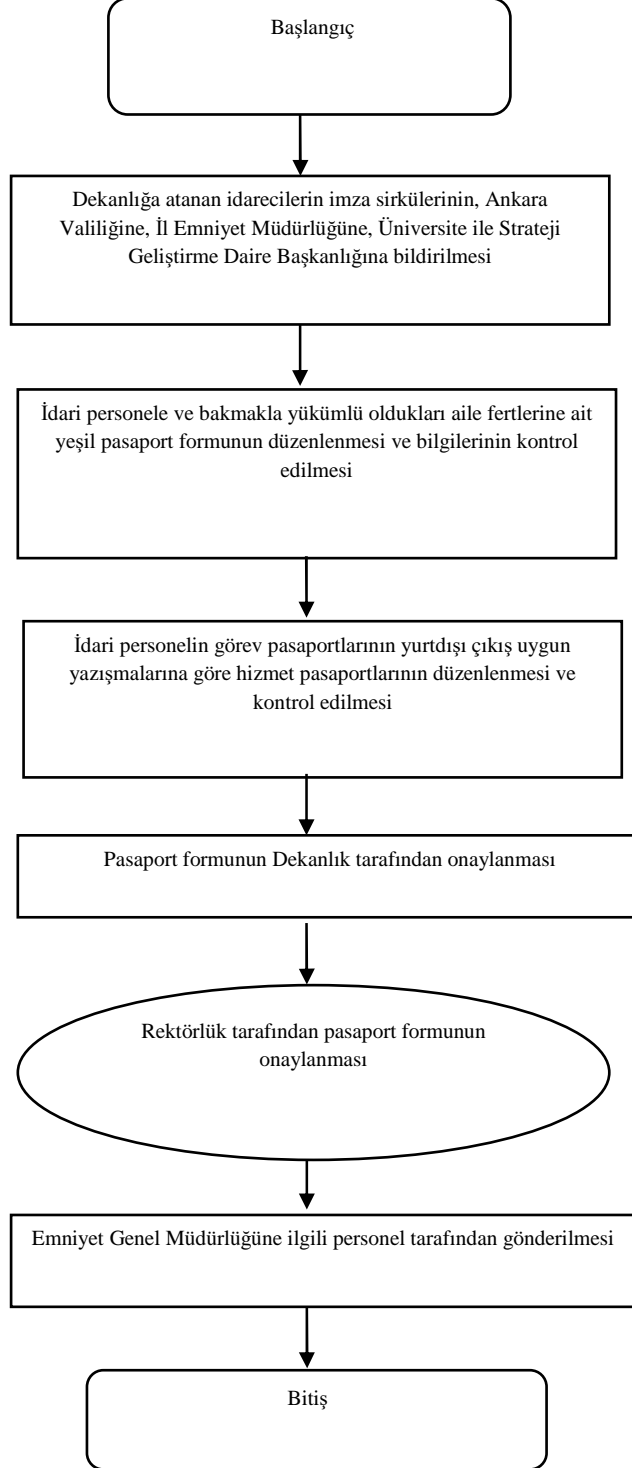 Başlangıç
Dekanlığa atanan idarecilerin imza sirkülerinin, Ankara
Valiliğine, İl Emniyet Müdürlüğüne, Üniversite ile Strateji
Geliştirme Daire Başkanlığına bildirilmesi
İdari personele ve bakmakla yükümlü oldukları aile fertlerine ait
yeşil pasaport formunun düzenlenmesi ve bilgilerinin kontrol
edilmesi
İdari personelin görev pasaportlarının yurtdışı çıkış uygun
yazışmalarına göre hizmet pasaportlarının düzenlenmesi ve
kontrol edilmesi
Pasaport formunun Dekanlık tarafından onaylanması
Rektörlük tarafından pasaport formunun
onaylanması
Emniyet Genel Müdürlüğüne ilgili personel tarafından gönderilmesi
Bitiş